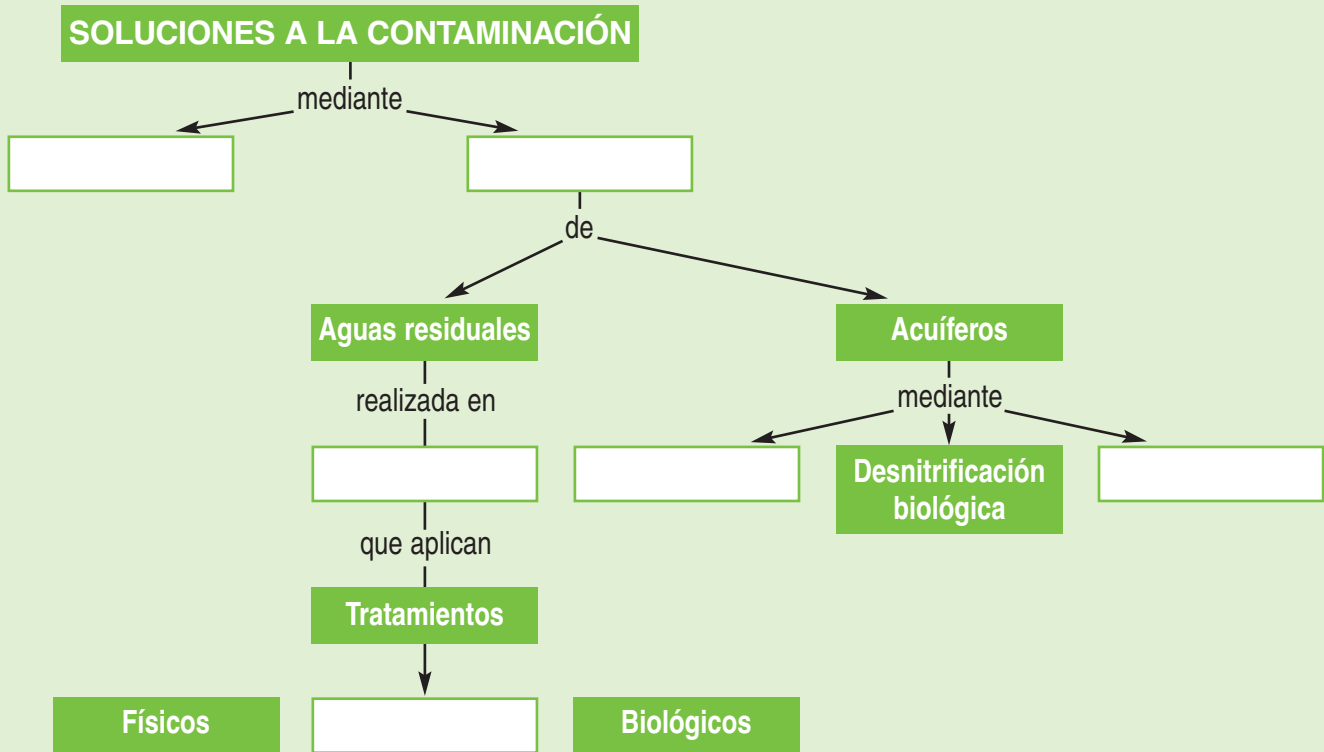 SOLUCIONES A LA CONTAMINACIÓN
mediante
de
Aguas residuales
Acuíferos
realizada en
mediante
Desnitrificación
biológica
que aplican
Tratamientos
Físicos
Biológicos